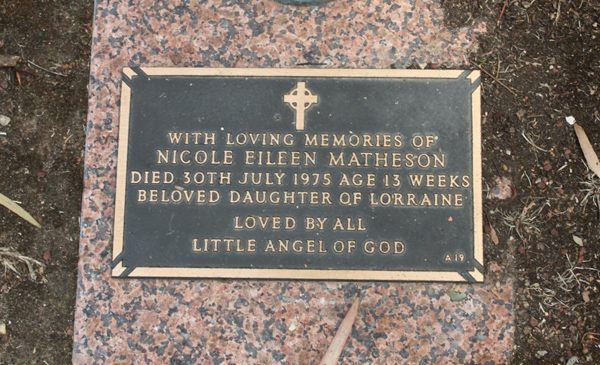 WITH LOVING MEMORIES OF
NICOLE EILEEN MATHESON
DIED 30TH JULY 1975 AGE 13 WEEKS
BELOVED DAUGHTER OF LORRAINE
LOVED BY ALL
LITTLE ANGEL OF GOD
A 19